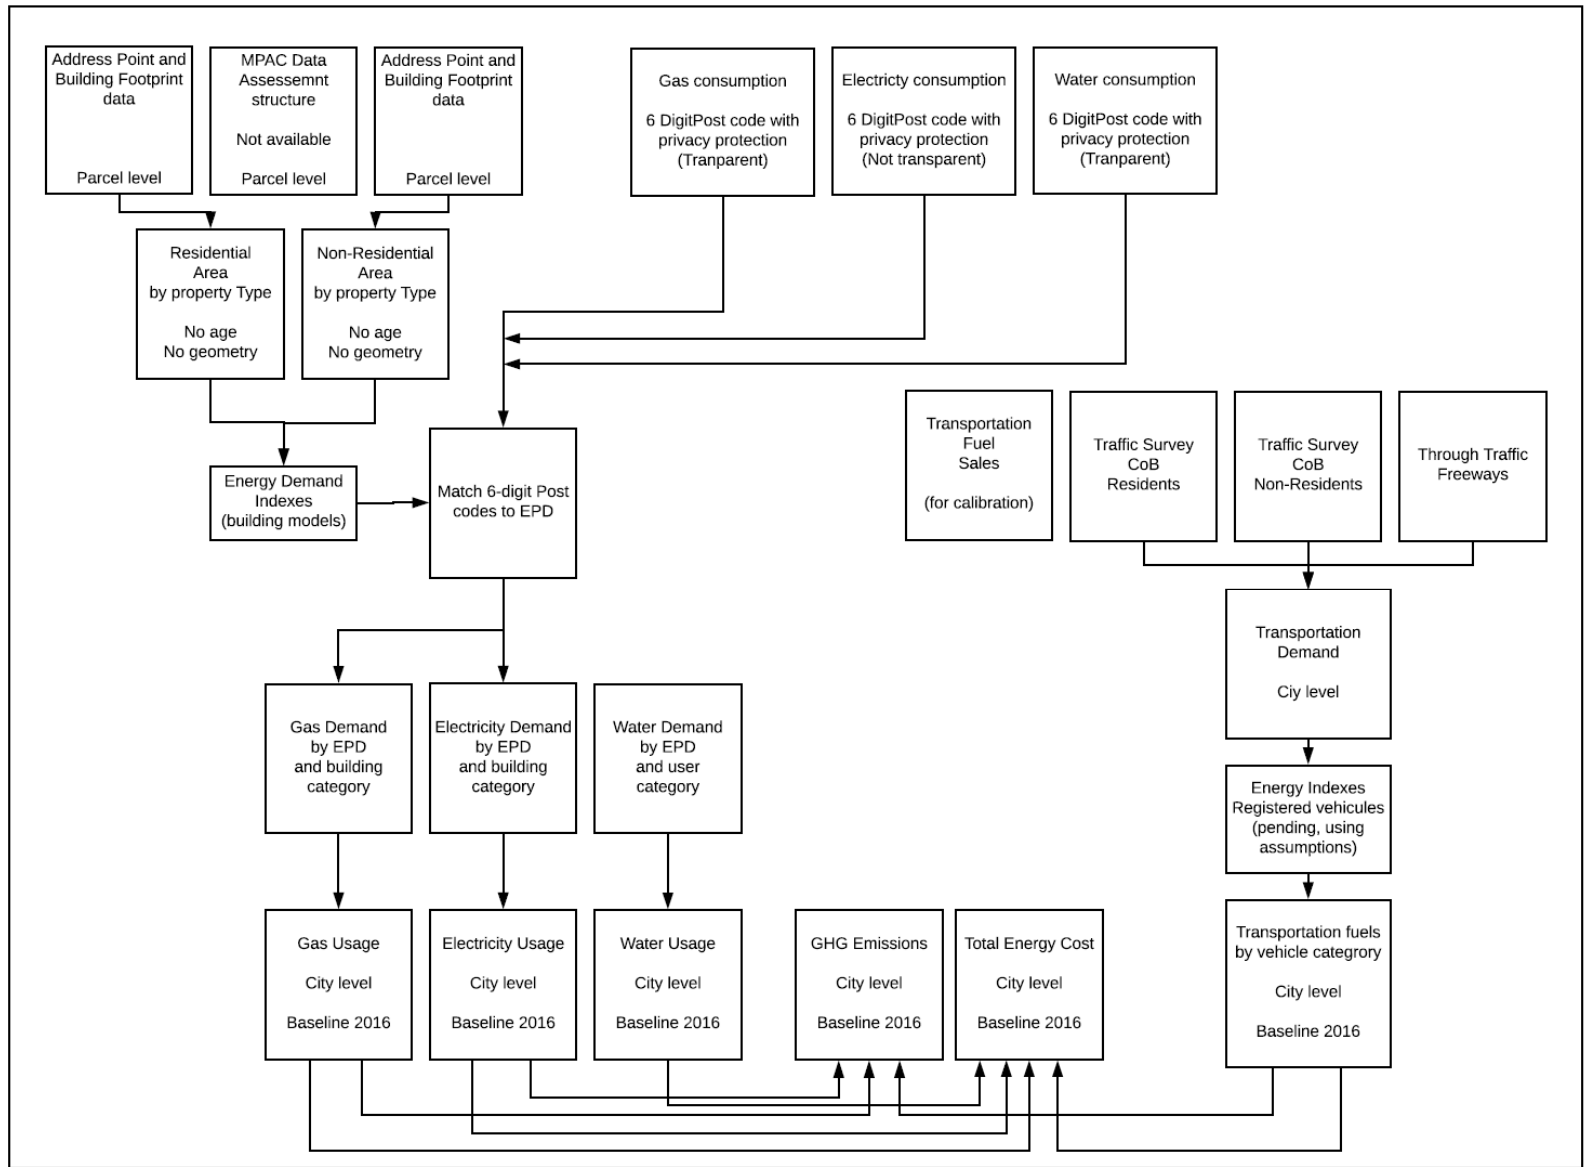 Address Point and
Building Footprint
data
Parcel level
MPAC Data
Assessemnt
structure
Not available
Parcel level
Address Point and
Building Footprint
data
Parcel level
Gas consumption
6 DigitPost code with
privacy protection
(Tranparent)
Electricty consumption
6 DigitPost code with
privacy protection
(Not transparent)
Water consumption
6 DigitPost code with
privacy protection
(Tranparent)
Residential
Area
by property Type
No age
No geometry
Non-Residential
Area
by property Type
No age
No geometry
Energy Demand
Indexes
(building models)
Match 6-digit Post
codes to EPD
Transportation
Fuel
Sales
(for calibration)
Traffic Survey
CoB
Residents
Traffic Survey
CoB
Non-Residents
Through Traffic
Freeways
Transportation
Demand
Ciy level
Gas Demand
by EPD
and building
category
Electricity Demand
by EPD
and building
category
Water Demand
by EPD
and user
category
Energy Indexes
Registered vehicules
(pending, using
assumptions)
Gas Usage
City level
Baseline 2016
Electricity Usage
City level
Baseline 2016
Water Usage
City level
Baseline 2016
GHG Emissions
City level
Baseline 2016
Total Energy Cost
City level
Baseline 2016
Transportation fuels
by vehicle categrory
City level
Baseline 2016